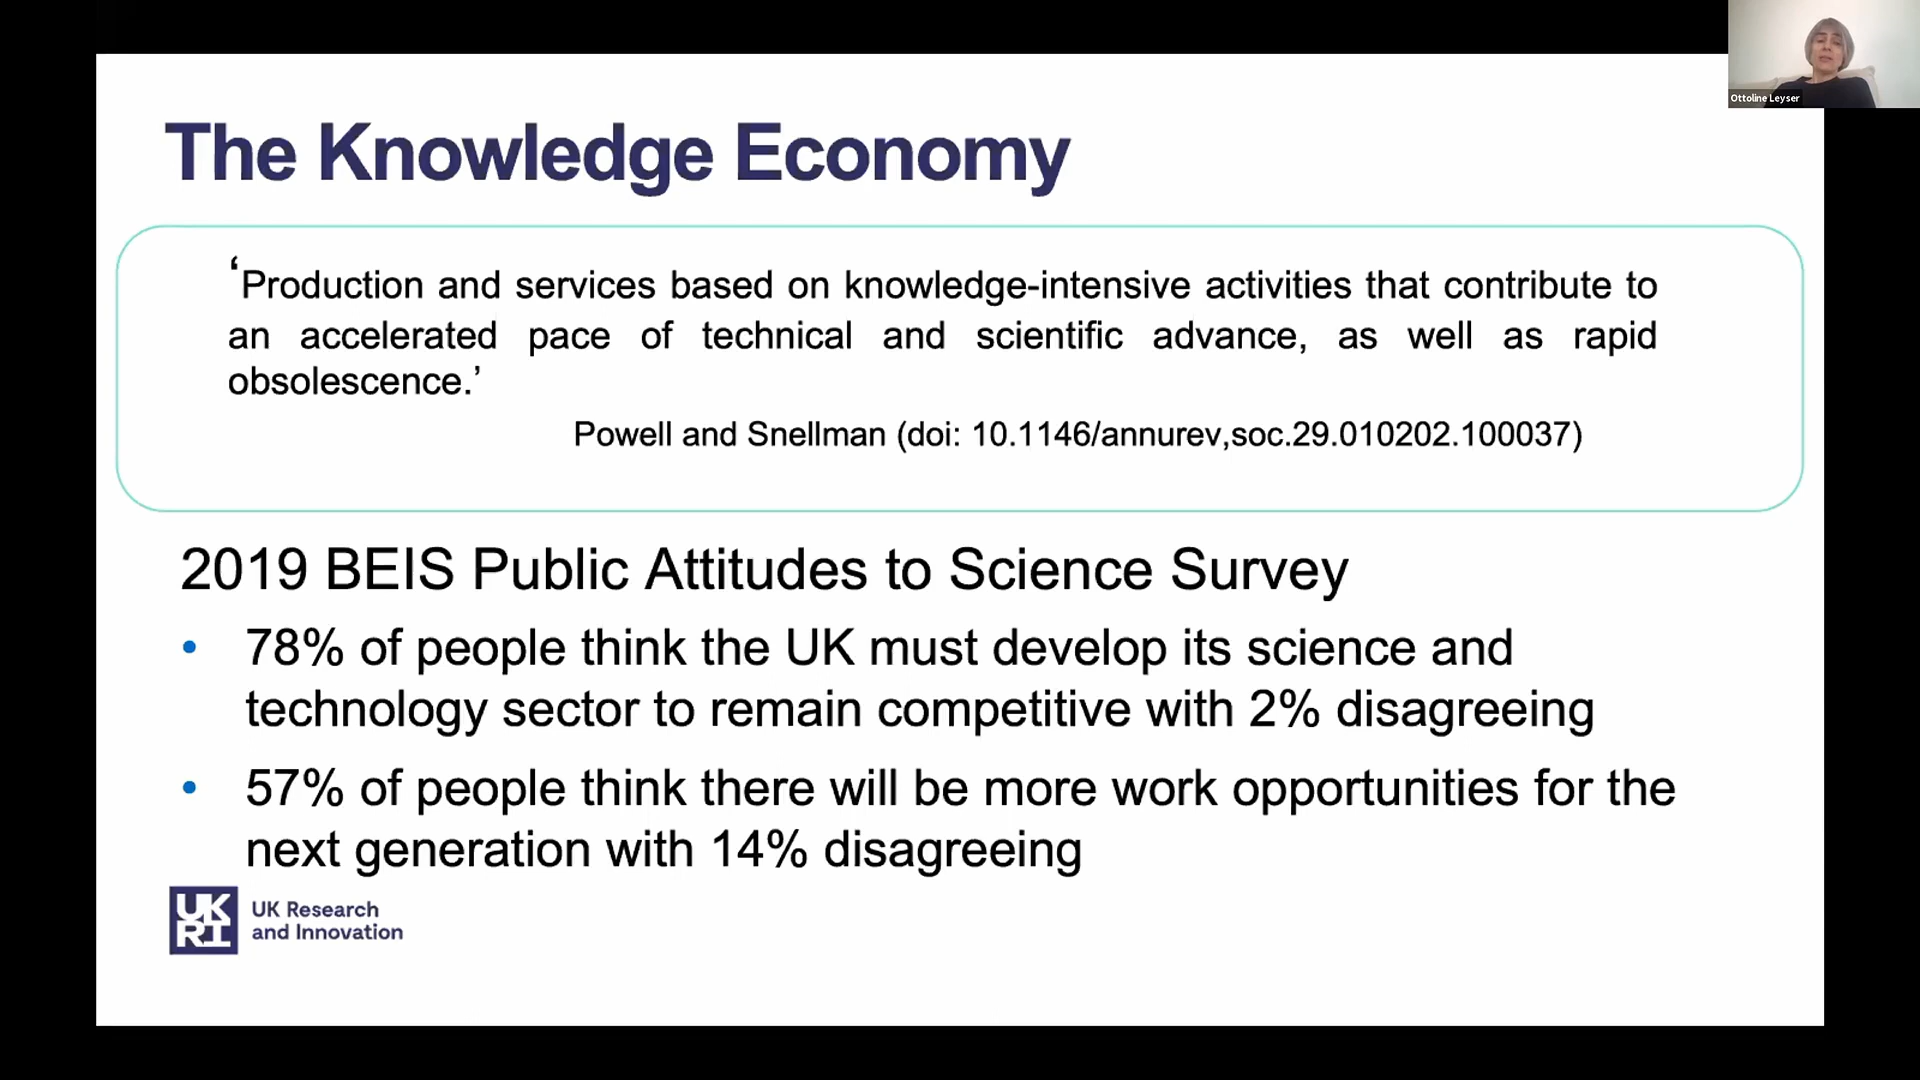 Ottoline Leyser
The Knowledge Economy
‘Production and services based on knowledge-intensive activities that contribute to
an accelerated pace of technical and scientific advance, as well as rapid
obsolescence.’
Powell and Snellman (doi: 10.1146/annurev,soc.29.010202.100037)
2019 BEIS Public Attitudes to Science Survey
• 78% of people think the UK must develop its science and
technology sector to remain competitive with 2% disagreeing
• 57% of people think there will be more work opportunities for the
next generation with 14% disagreeing
UK
RI
UK Research
and Innovation